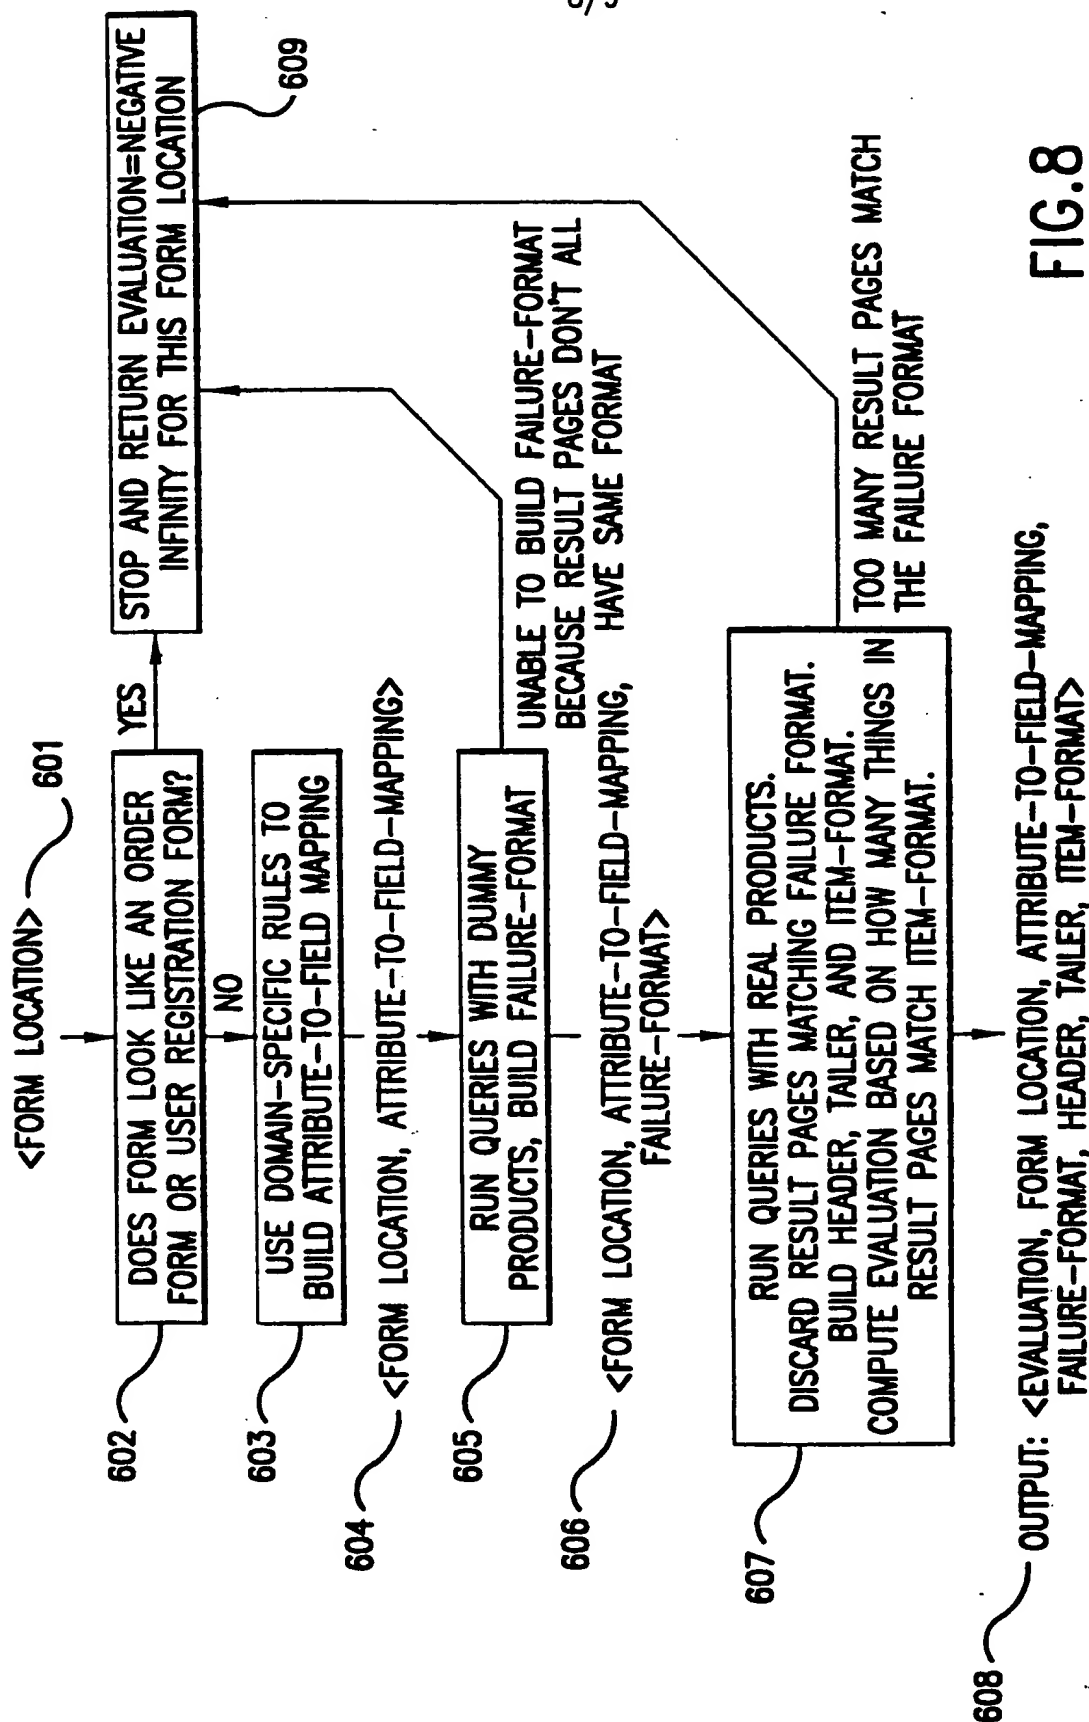 <FORM LOCATION>
601
DOES FORM LOOK LIKE AN ORDER
FORM OR USER REGISTRATION FORM?
602
YES
STOP AND RETURN EVALUATION=NEGATIVE
INFINITY FOR THIS FORM LOCATION
609
NO
USE DOMAIN-SPECIFIC RULES TO
BUILD ATTRIBUTE-TO-FIELD MAPPING
603
604
<FORM LOCATION, ATTRIBUTE-TO-FIELD-MAPPING>
RUN QUERIES WITH DUMMY
PRODUCTS, BUILD FAILURE-FORMAT
605
UNABLE TO BUILD FAILURE-FORMAT
BECAUSE RESULT PAGES DON'T ALL
HAVE SAME FORMAT
606
<FORM LOCATION, ATTRIBUTE-TO-FIELD-MAPPING,
FAILURE-FORMAT>
RUN QUERIES WITH REAL PRODUCTS.
DISCARD RESULT PAGES MATCHING FAILURE FORMAT.
BUILD HEADER, TAILER, AND ITEM-FORMAT.
COMPUTE EVALUATION BASED ON HOW MANY THINGS IN
RESULT PAGES MATCH ITEM-FORMAT.
607
TOO MANY RESULT PAGES MATCH
THE FAILURE FORMAT
608
OUTPUT: <EVALUATION, FORM LOCATION, ATTRIBUTE-TO-FIELD-MAPPING,
FAILURE-FORMAT, HEADER, TAILER, ITEM-FORMAT>
FIG.8